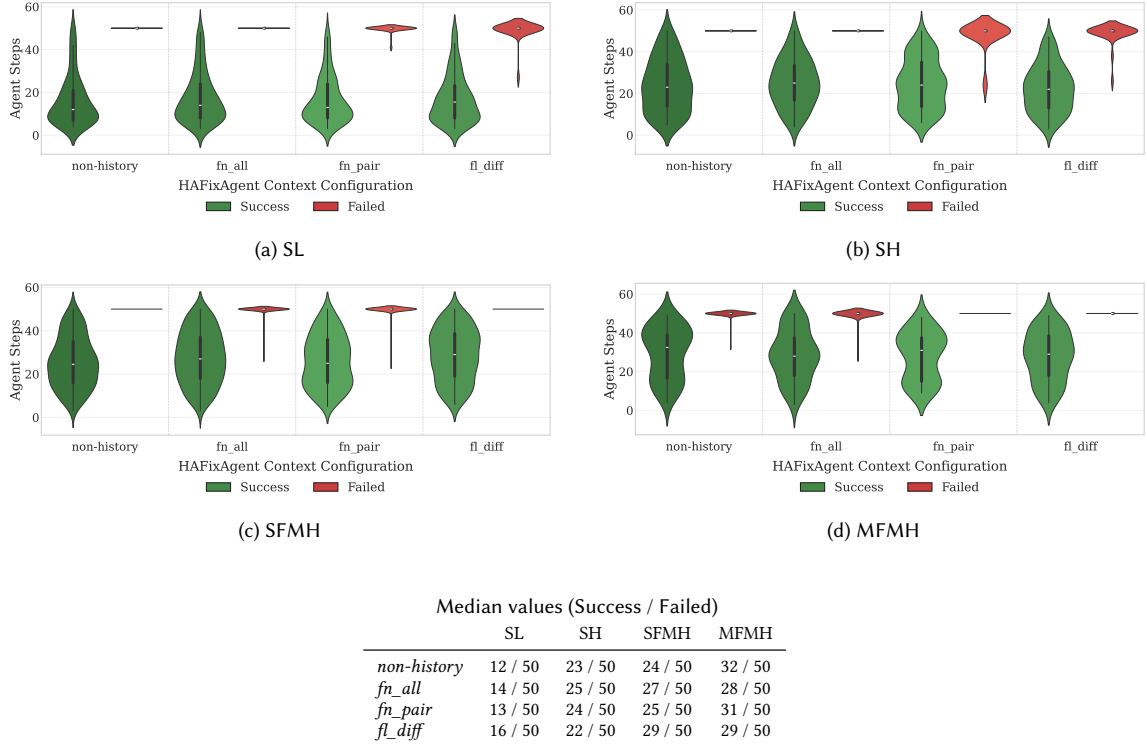 60
40
20
0
Agent Steps
non-history fn_all fn_pair fl_diff
HAFixAgent Context Configuration
Success Failed
(a) SL
60
40
20
0
Agent Steps
non-history fn_all fn_pair fl_diff
HAFixAgent Context Configuration
Success Failed
(b) SH
60
40
20
0
Agent Steps
non-history fn_all fn_pair fl_diff
HAFixAgent Context Configuration
Success Failed
(c) SFMH
60
40
20
0
Agent Steps
non-history fn_all fn_pair fl_diff
HAFixAgent Context Configuration
Success Failed
(d) MFMH
Median values (Success / Failed)
SL SH SFMH MFMH
non-history 12 / 50 23 / 50 24 / 50 32 / 50
fn_all 14 / 50 25 / 50 27 / 50 28 / 50
fn_pair 13 / 50 24 / 50 25 / 50 31 / 50
fl_diff 16 / 50 22 / 50 29 / 50 29 / 50